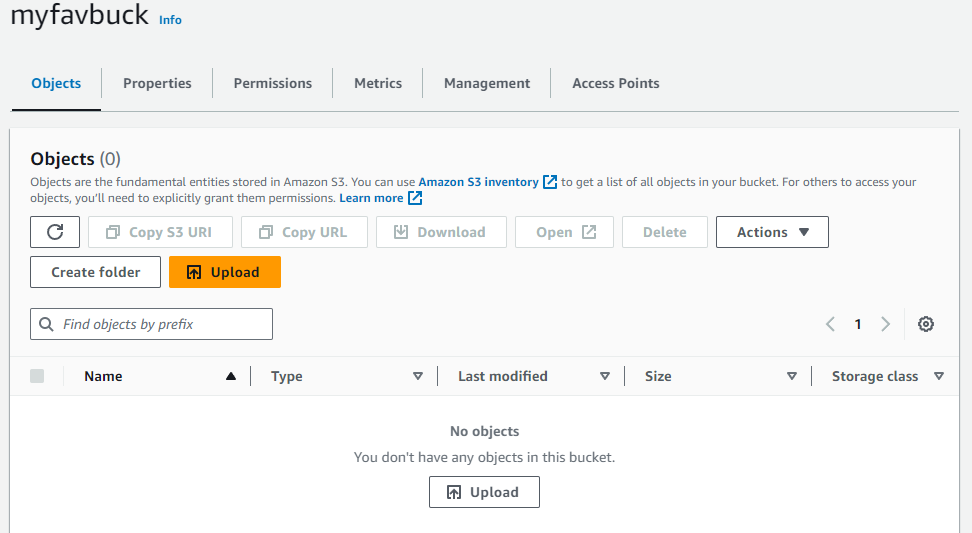 myfavbuck Info
Objects Properties Permissions Metrics Management Access Points
Objects (0)
Objects are the fundamental entities stored in Amazon S3. You can use Amazon S3 inventory to get a list of all objects in your bucket. For others to access your
objects, you'll need to explicitly grant them permissions. Learn more
Copy S3 URI Copy URL Download Open Delete Actions
Create folder Upload
Find objects by prefix 1
Name Type Last modified Size Storage class
No objects
You don't have any objects in this bucket.
Upload